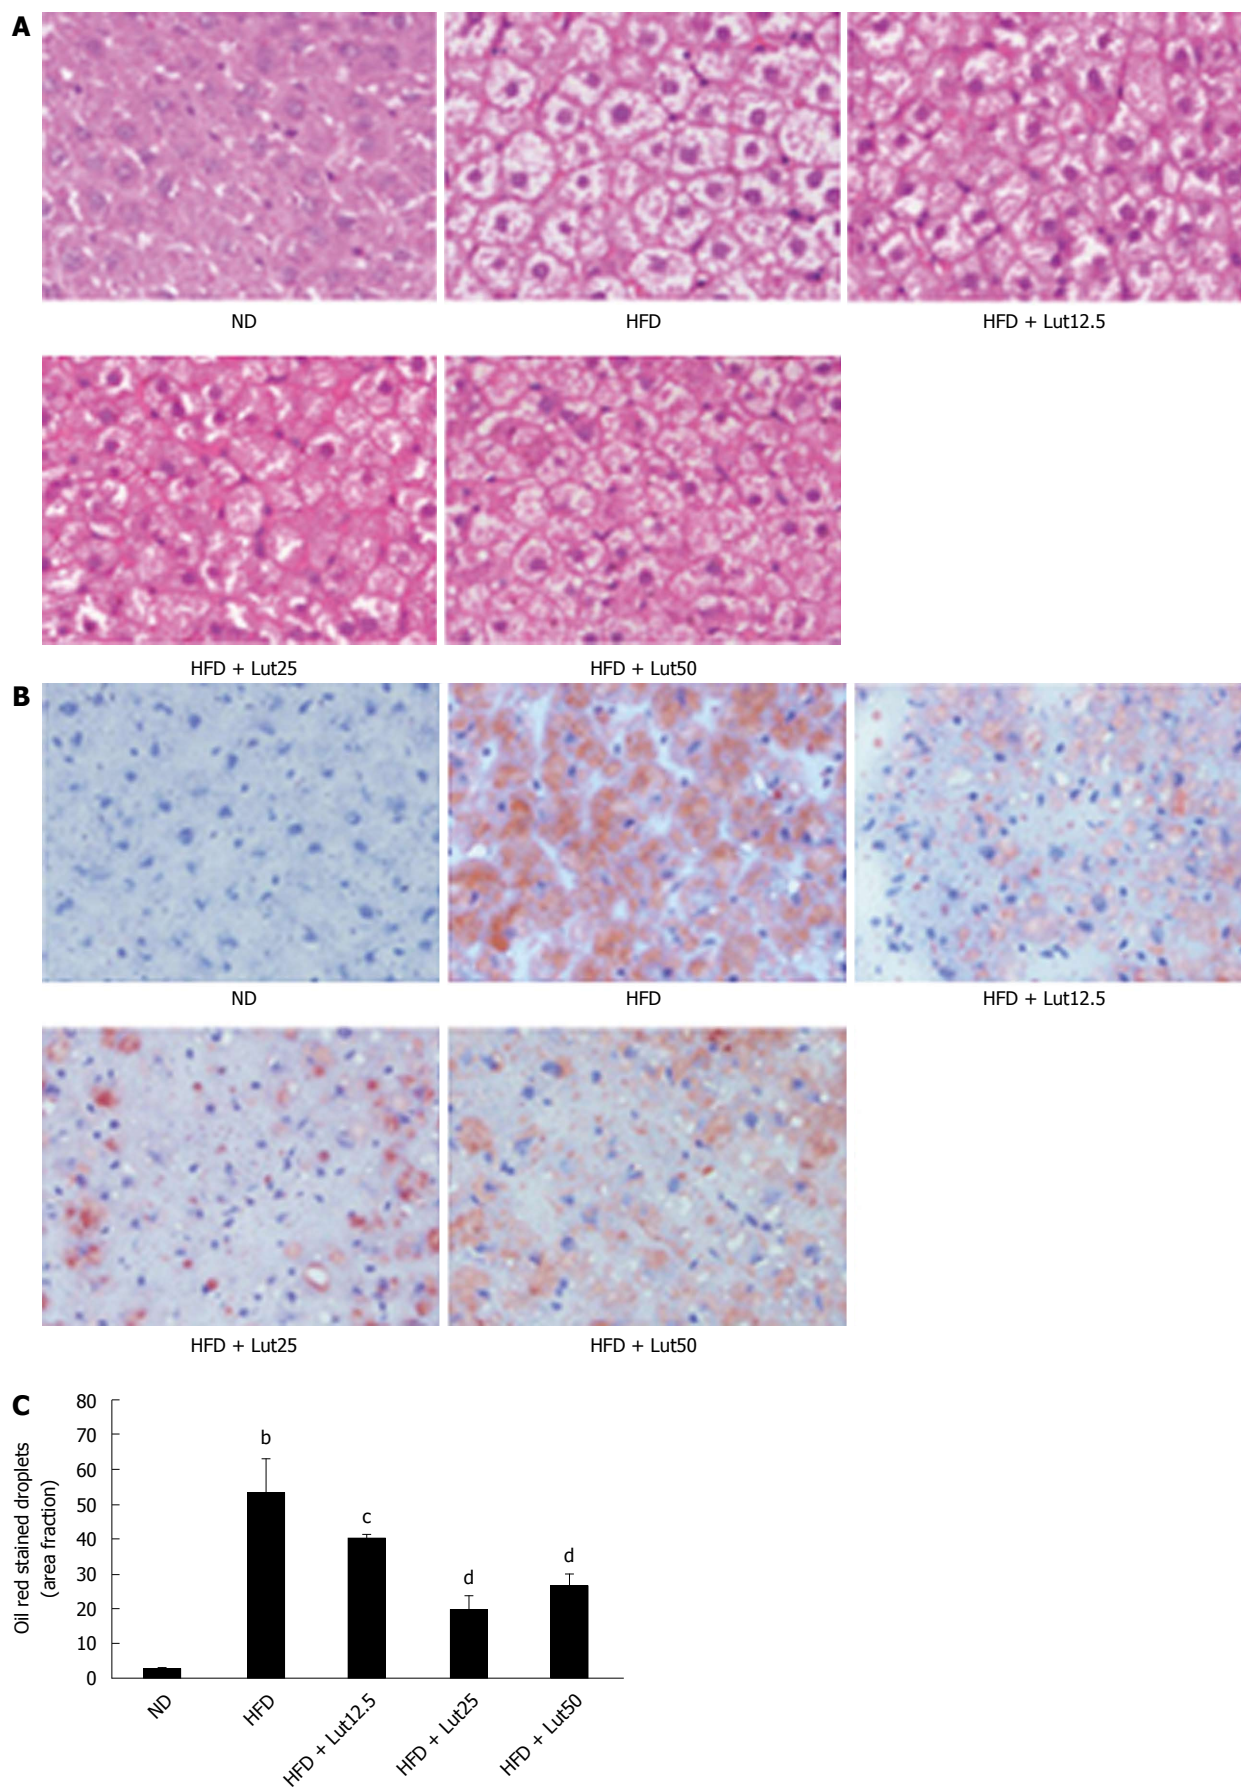 A
ND
HFD
HFD + Lut12.5
HFD + Lut25
HFD + Lut50
B
ND
HFD
HFD + Lut12.5
HFD + Lut25
HFD + Lut50
C
Oil red stained droplets
(area fraction)
80
70
60
50
40
30
20
10
0
b
c
d
d
ND
HFD
HFD + Lut12.5
HFD + Lut25
HFD + Lut50